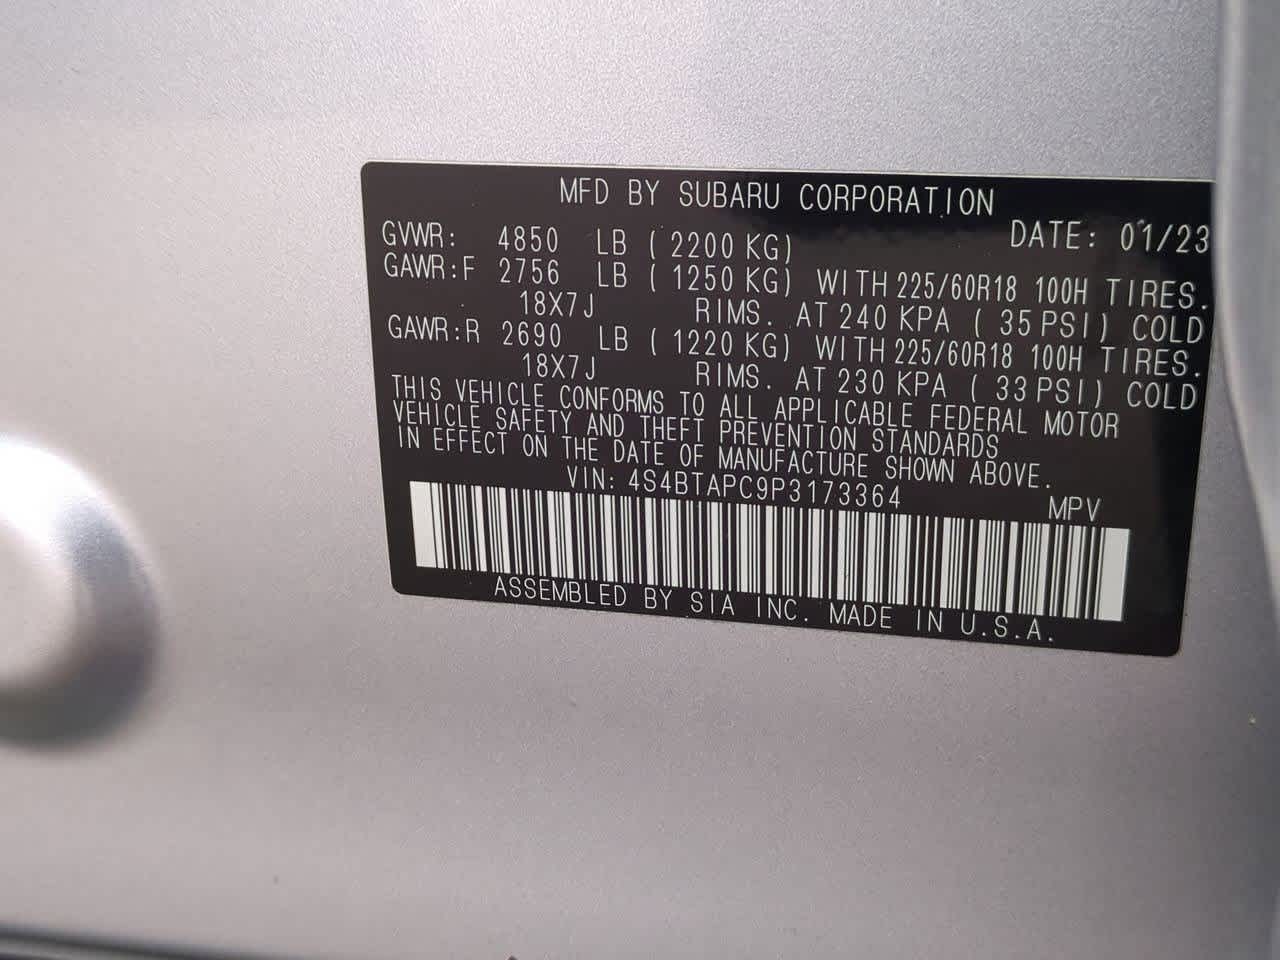 MFD BY SUBARU CORPORATION
DATE: 01/23
GVWR: 4850 LB ( 2200 KG)
GAWR:F 2756 LB ( 1250 KG) WITH 225/60R18 100H TIRES.
18X7J RIMS. AT 240 KPA ( 35 PSI) COLD
GAWR:R 2690 LB ( 1220 KG) WITH 225/60R18 100H TIRES.
18X7J RIMS. AT 230 KPA ( 33 PSI) COLD
THIS VEHICLE CONFORMS TO ALL APPLICABLE FEDERAL MOTOR
VEHICLE SAFETY AND THEFT PREVENTION STANDARDS
IN EFFECT ON THE DATE OF MANUFACTURE SHOWN ABOVE.
VIN: 4S4BTAPC9P3173364
MPV
ASSEMBLED BY SIA INC. MADE IN U.S.A.